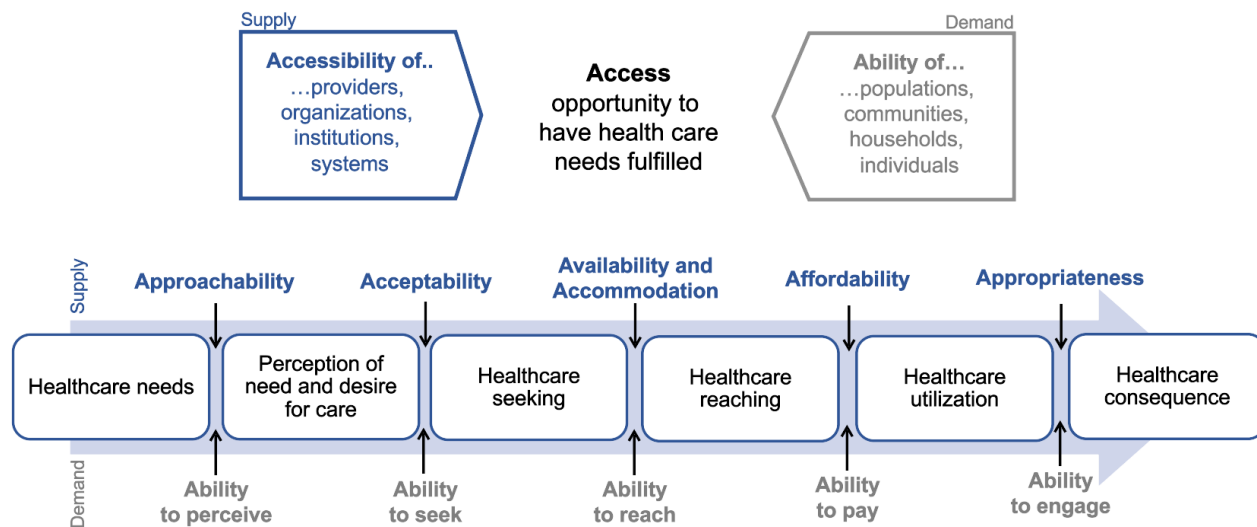 Supply
Accessibility of..
...providers,
organizations,
institutions,
systems
Access
opportunity to
have health care
needs fulfilled
Demand
Ability of...
...populations,
communities,
households,
individuals
Supply
Approachability
Acceptability
Availability and
Accommodation
Affordability
Appropriateness
Healthcare needs
Perception of
need and desire
for care
Healthcare
seeking
Healthcare
reaching
Healthcare
utilization
Healthcare
consequence
Demand
Ability
to perceive
Ability
to seek
Ability
to reach
Ability
to pay
Ability
to engage